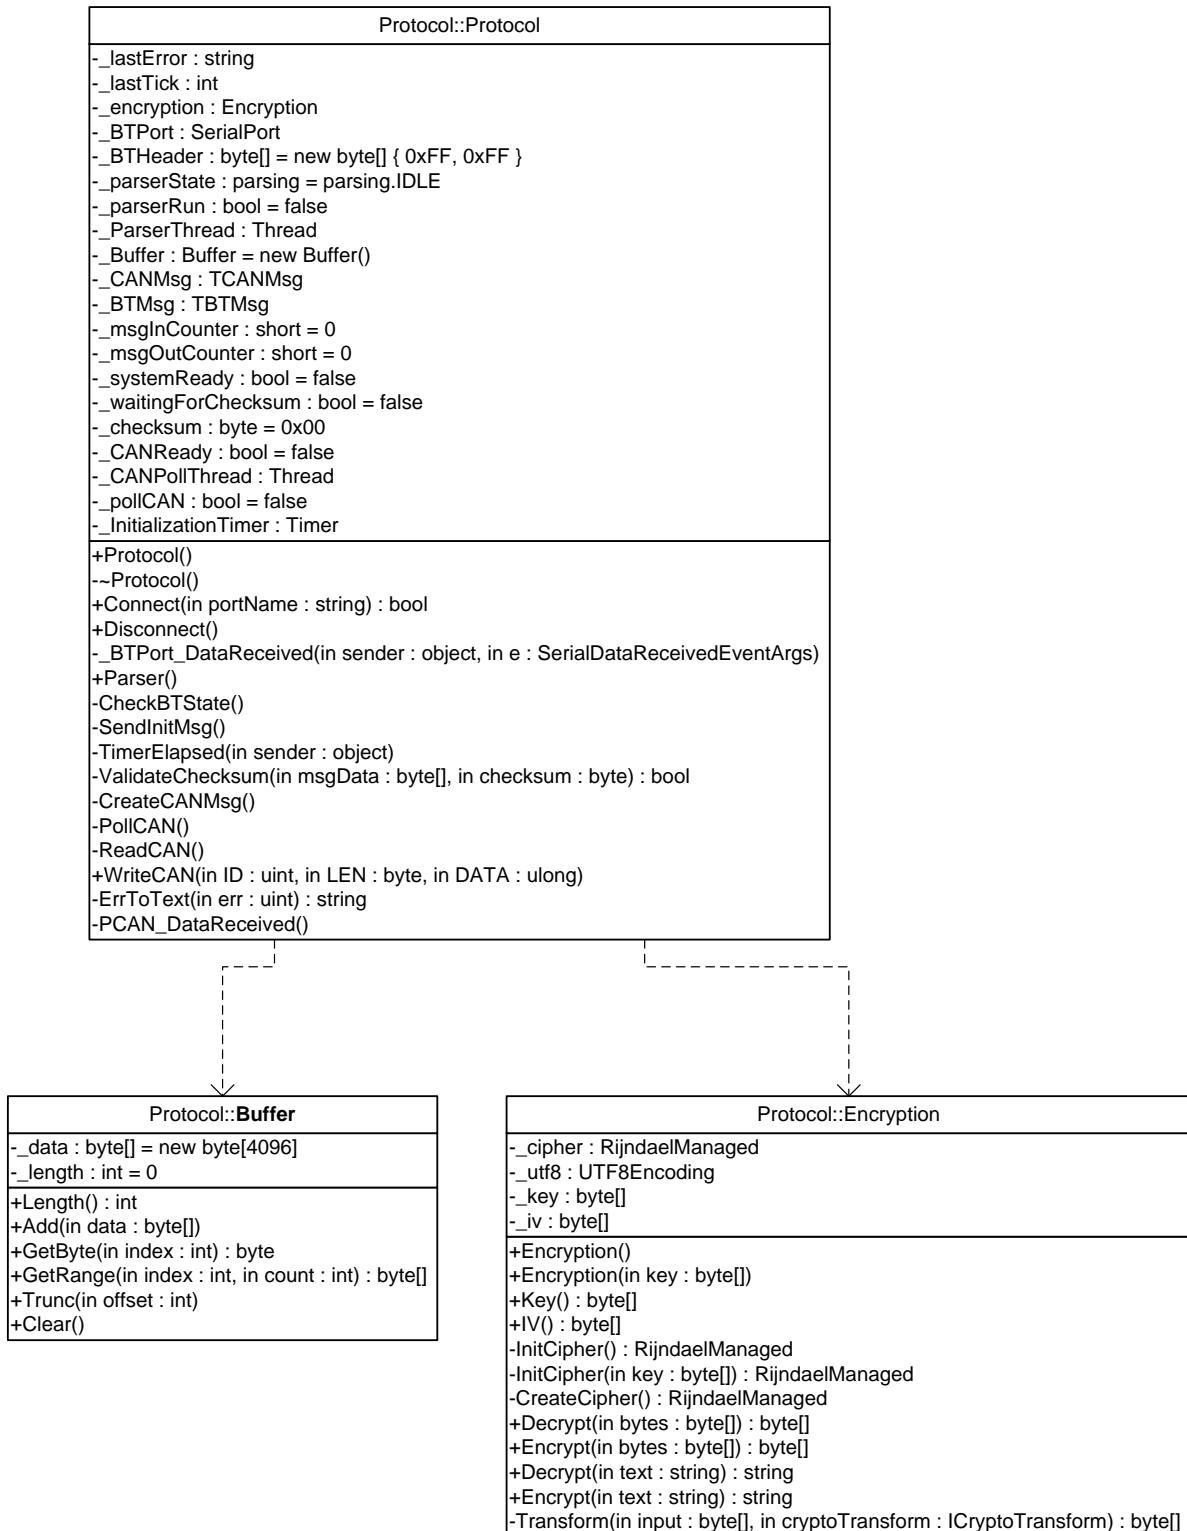 Protocol::Protocol
-_lastError : string
-_lastTick : int
-_encryption : Encryption
-_BTPort : SerialPort
-_BTHeader : byte[] = new byte[] { 0xFF, 0xFF }
-_parserState : parsing = parsing.IDLE
-_parserRun : bool = false
-_ParserThread : Thread
-_Buffer : Buffer = new Buffer()
-_CANMsg : TCANMsg
-_BTMsg : TBTMsg
-_msgInCounter : short = 0
-_msgOutCounter : short = 0
-_systemReady : bool = false
-_waitingForChecksum : bool = false
-_checksum : byte = 0x00
-_CANReady : bool = false
-_CANPollThread : Thread
-_pollCAN : bool = false
-_InitializationTimer : Timer
+Protocol()
-~Protocol()
+Connect(in portName : string) : bool
+Disconnect()
-_BTPort_DataReceived(in sender : object, in e : SerialDataReceivedEventArgs)
+Parser()
-CheckBTState()
-SendInitMsg()
-TimerElapsed(in sender : object)
-ValidateChecksum(in msgData : byte[], in checksum : byte) : bool
-CreateCANMsg()
-PollCAN()
-ReadCAN()
+WriteCAN(in ID : uint, in LEN : byte, in DATA : ulong)
-ErrToText(in err : uint) : string
-PCAN_DataReceived()
Protocol::Buffer
-_data : byte[] = new byte[4096]
-_length : int = 0
+Length() : int
+Add(in data : byte[])
+GetByte(in index : int) : byte
+GetRange(in index : int, in count : int) : byte[]
+Trunc(in offset : int)
+Clear()
Protocol::Encryption
-_cipher : RijndaelManaged
-_utf8 : UTF8Encoding
-_key : byte[]
-_iv : byte[]
+Encryption()
+Encryption(in key : byte[])
+Key() : byte[]
+IV() : byte[]
-InitCipher() : RijndaelManaged
-InitCipher(in key : byte[]) : RijndaelManaged
-CreateCipher() : RijndaelManaged
+Decrypt(in bytes : byte[]) : byte[]
+Encrypt(in bytes : byte[]) : byte[]
+Decrypt(in text : string) : string
+Encrypt(in text : string) : string
-Transform(in input : byte[], in cryptoTransform : ICryptoTransform) : byte[]